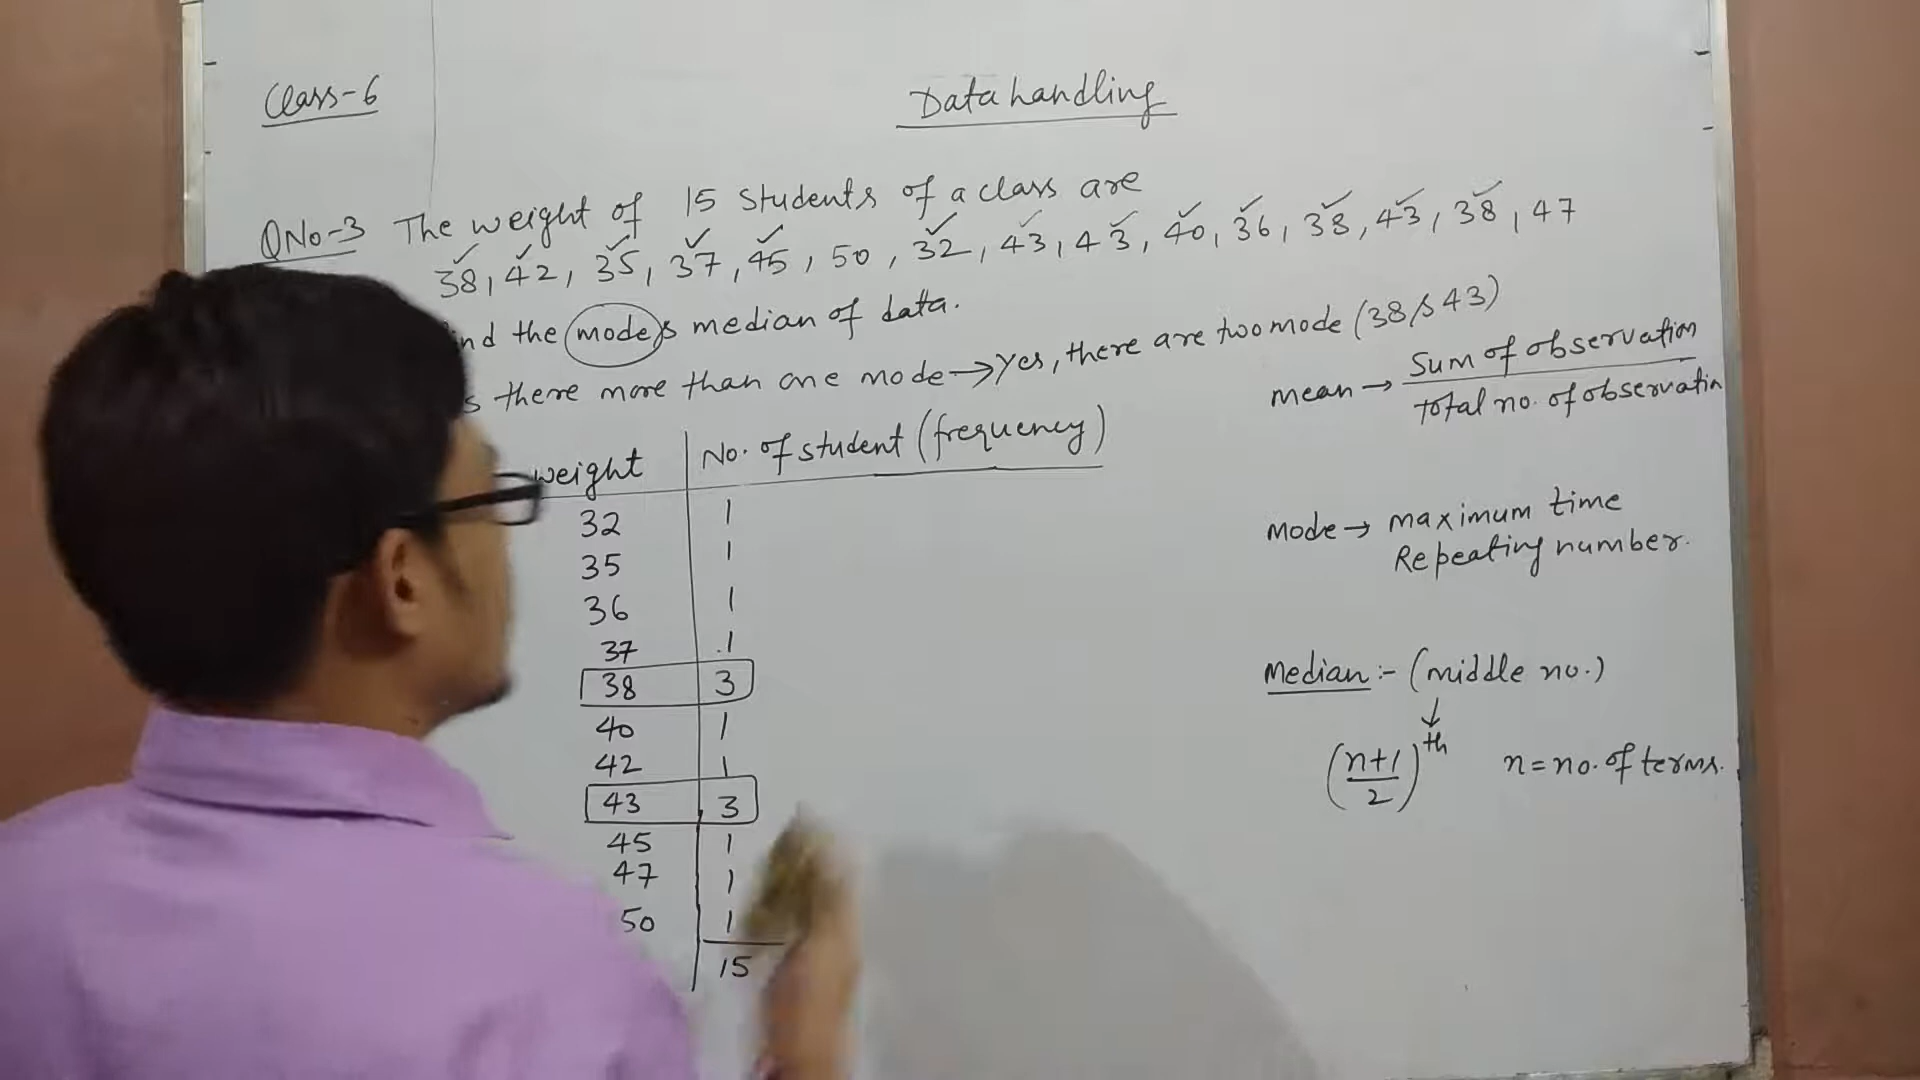 Class-6
Data handling
QNo-3 The weight of 15 students of a class are
38, 42, 35, 37, 45, 50, 32, 43, 43, 40, 36, 38, 43, 38, 47
nd the mode & median of data.
s there more than one mode → Yes, there are two mode (38 & 43)
weight No. of student (frequency)
32 1
35 1
36 1
37 1
38 3
40 1
42 1
43 3
45 1
47 1
50 1
15
mean → Sum of observation
Total no. of observatin
mode → maximum time
Repeating number.
Median :- (middle no.)
↓
(n+1/2)th n = no. of terms.